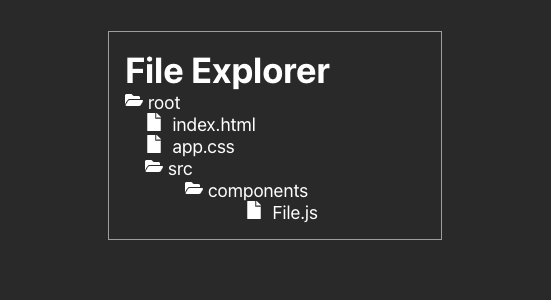 File Explorer
root
index.html
app.css
src
components
File.js